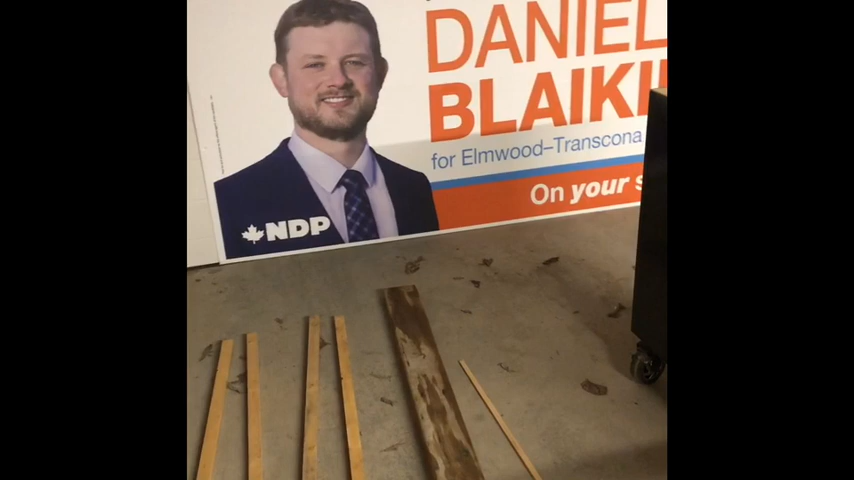 DANIEL
BLAIKI
for Elmwood–Transcona
On your s
NDP